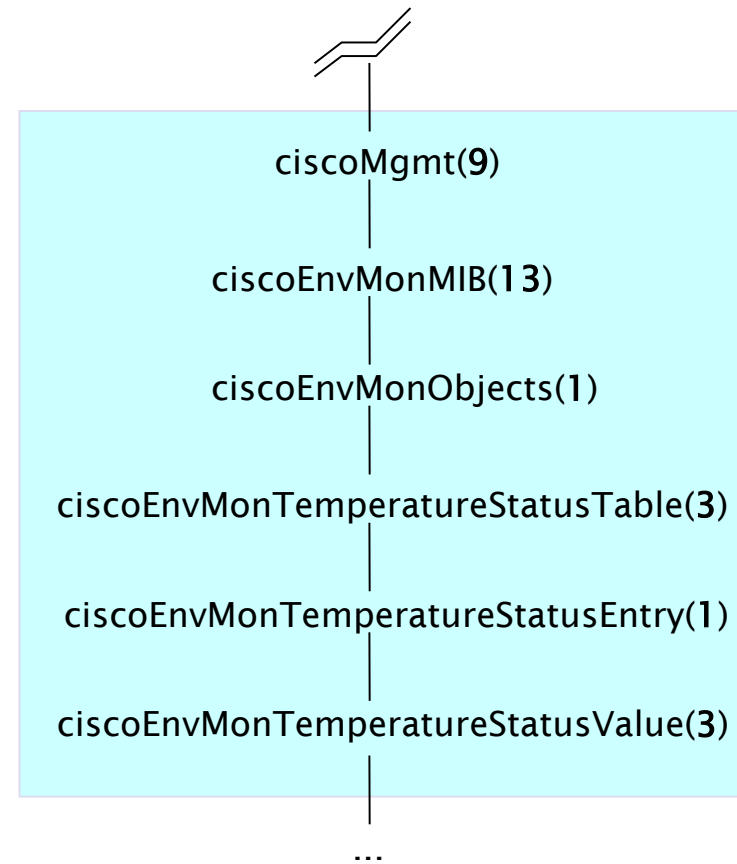 ciscoMgmt(9)
ciscoEnvMonMIB(13)
ciscoEnvMonObjects(1)
ciscoEnvMonTemperatureStatusTable(3)
ciscoEnvMonTemperatureStatusEntry(1)
ciscoEnvMonTemperatureStatusValue(3)
...